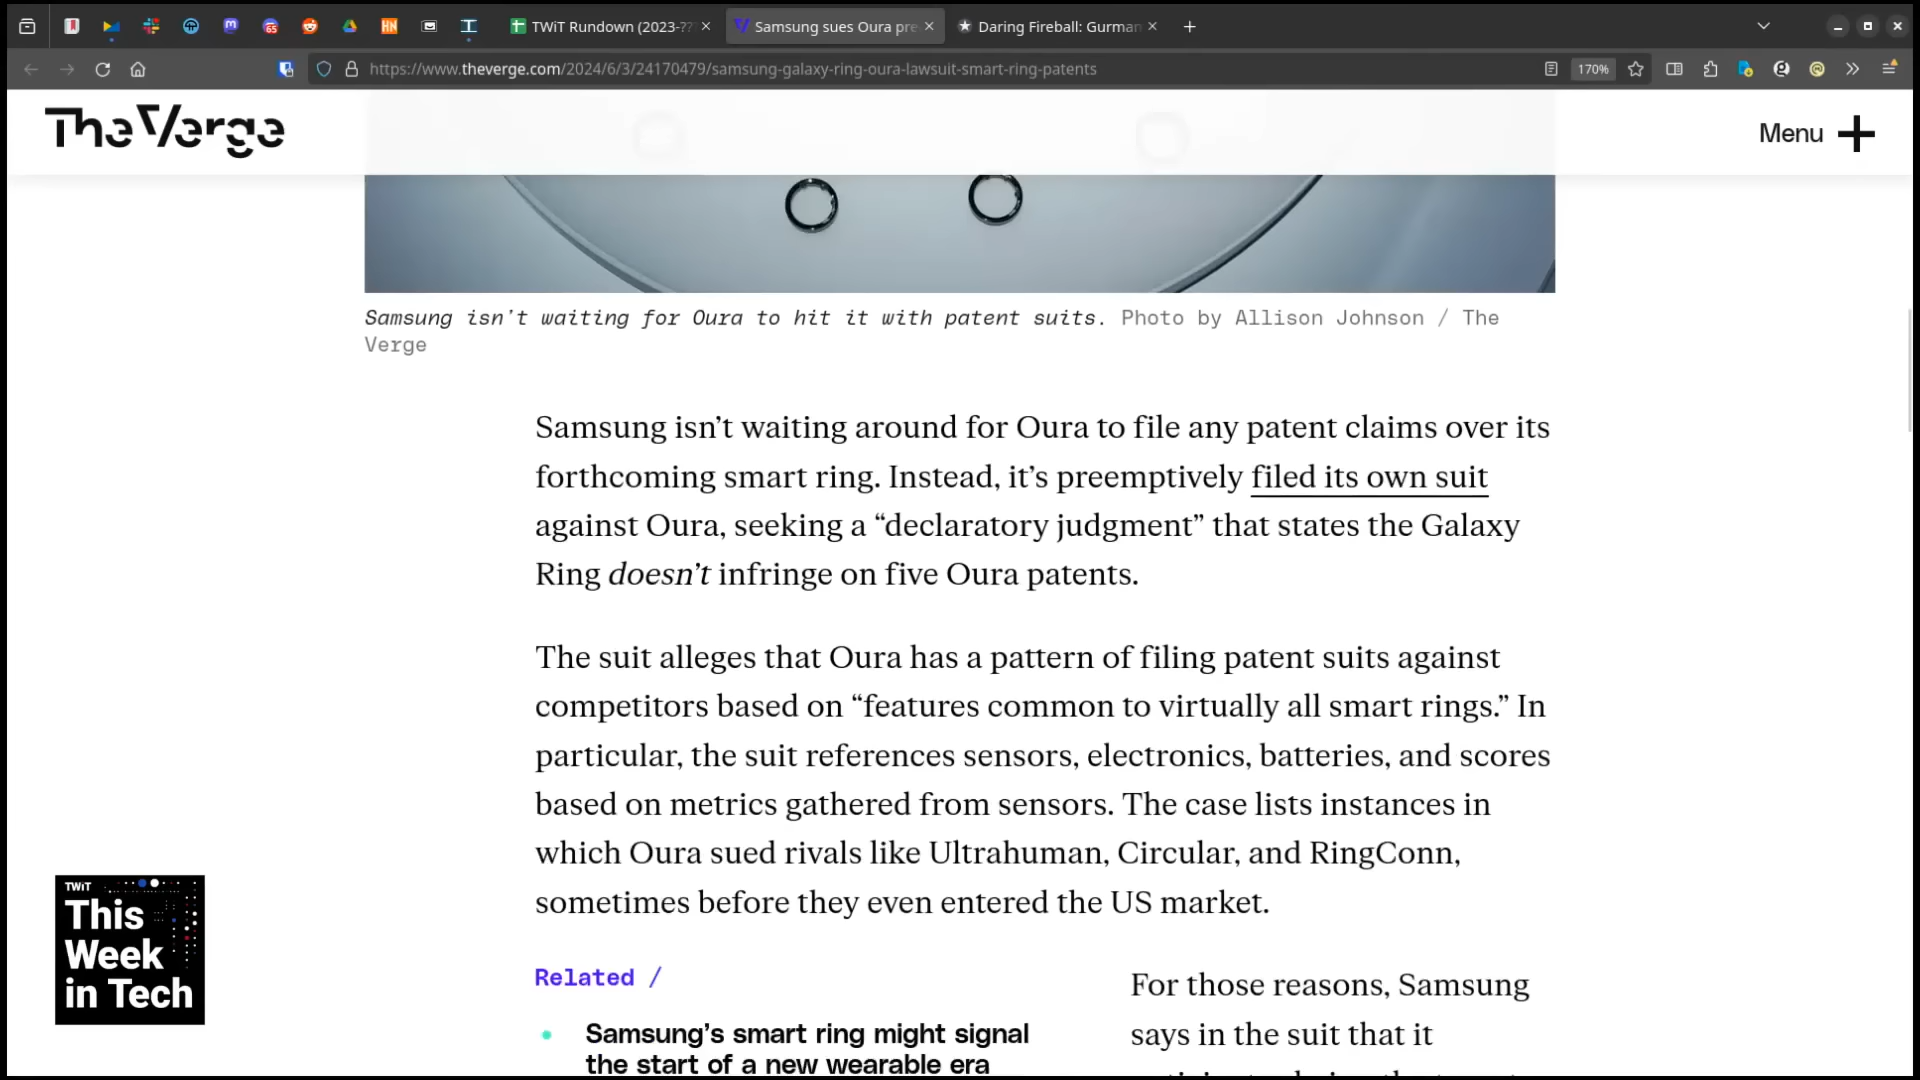 TWiT Rundown (2023-??
Samsung sues Oura pre
Daring Fireball: Gurman
https://www.theverge.com/2024/6/3/24170479/samsung-galaxy-ring-oura-lawsuit-smart-ring-patents
170%
The Verge
Menu
Samsung isn't waiting for Oura to hit it with patent suits. Photo by Allison Johnson / The
Verge
Samsung isn’t waiting around for Oura to file any patent claims over its
forthcoming smart ring. Instead, it’s preemptively filed its own suit
against Oura, seeking a “declaratory judgment” that states the Galaxy
Ring doesn’t infringe on five Oura patents.
The suit alleges that Oura has a pattern of filing patent suits against
competitors based on “features common to virtually all smart rings.” In
particular, the suit references sensors, electronics, batteries, and scores
based on metrics gathered from sensors. The case lists instances in
which Oura sued rivals like Ultrahuman, Circular, and RingConn,
sometimes before they even entered the US market.
Related /
Samsung’s smart ring might signal
the start of a new wearable era
For those reasons, Samsung
says in the suit that it
TWiT
This
Week
in Tech